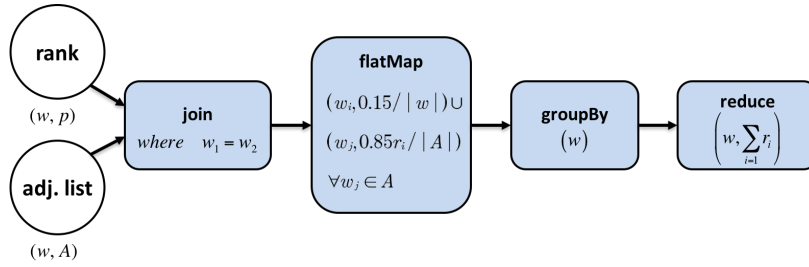 rank
(w, p)
adj. list
(w, A)
join
where w₁ = w₂
flatMap
(wᵢ, 0.15 / | w |) ∪
(wⱼ, 0.85rᵢ / | A |)
∀wⱼ ∈ A
groupBy
(w)
reduce
(w, ∑ᵢ₌₁ rᵢ)